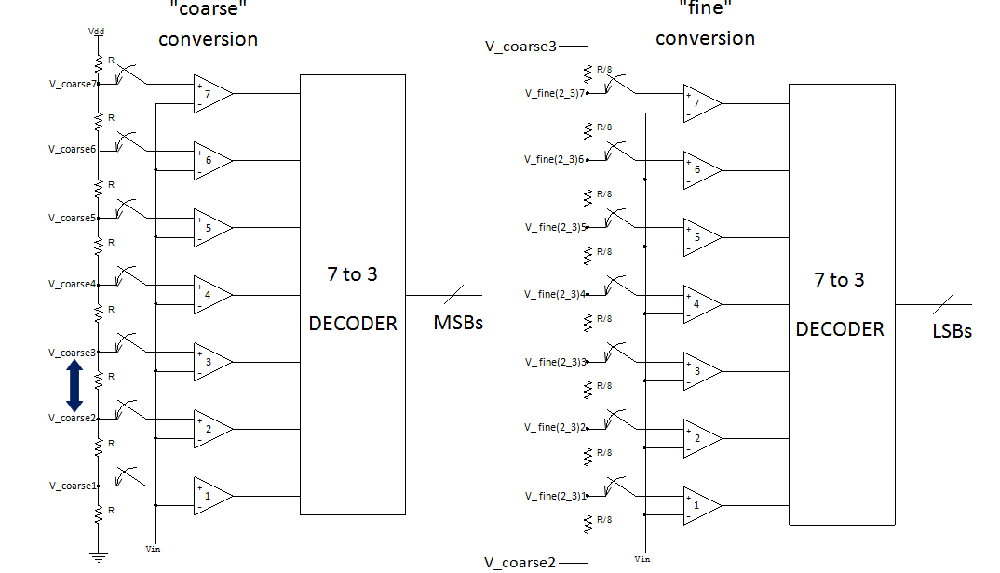 "coarse"
conversion
Vdd
R
V_coarse7
+
7
-
R
V_coarse6
+
6
-
R
V_coarse5
+
5
-
R
V_coarse4
+
4
-
R
V_coarse3
+
3
-
R
V_coarse2
+
2
-
R
V_coarse1
+
1
-
R
Vin
7 to 3
DECODER
MSBs
"fine"
conversion
V_coarse3
R/8
V_fine(2_3)7
+
7
-
R/8
V_fine(2_3)6
+
6
-
R/8
V_fine(2_3)5
+
5
-
R/8
V_fine(2_3)4
+
4
-
R/8
V_fine(2_3)3
+
3
-
R/8
V_fine(2_3)2
+
2
-
R/8
V_fine(2_3)1
+
1
-
R/8
V_coarse2
Vin
7 to 3
DECODER
LSBs